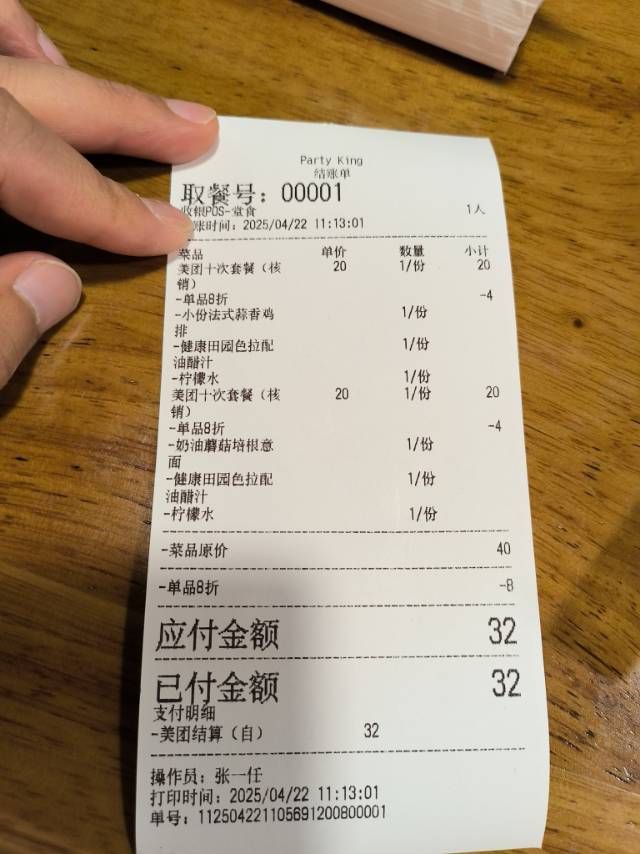 Party King
结账单
取餐号：00001
收银POS-堂食 1人
账时间：2025/04/22 11:13:01
菜品 单价 数量 小计
美团十次套餐（核 20 1/份 20
销）
-单品8折 -4
-小份法式蒜香鸡 1/份
排
-健康田园色拉配 1/份
油醋汁
-柠檬水 1/份
美团十次套餐（核 20 1/份 20
销）
-单品8折 -4
-奶油蘑菇培根意 1/份
面
-健康田园色拉配 1/份
油醋汁
-柠檬水 1/份
-菜品原价 40
-单品8折 -8
应付金额 32
已付金额 32
支付明细
-美团结算（自） 32
操作员：张一任
打印时间：2025/04/22 11:13:01
单号：112504221105691200800001